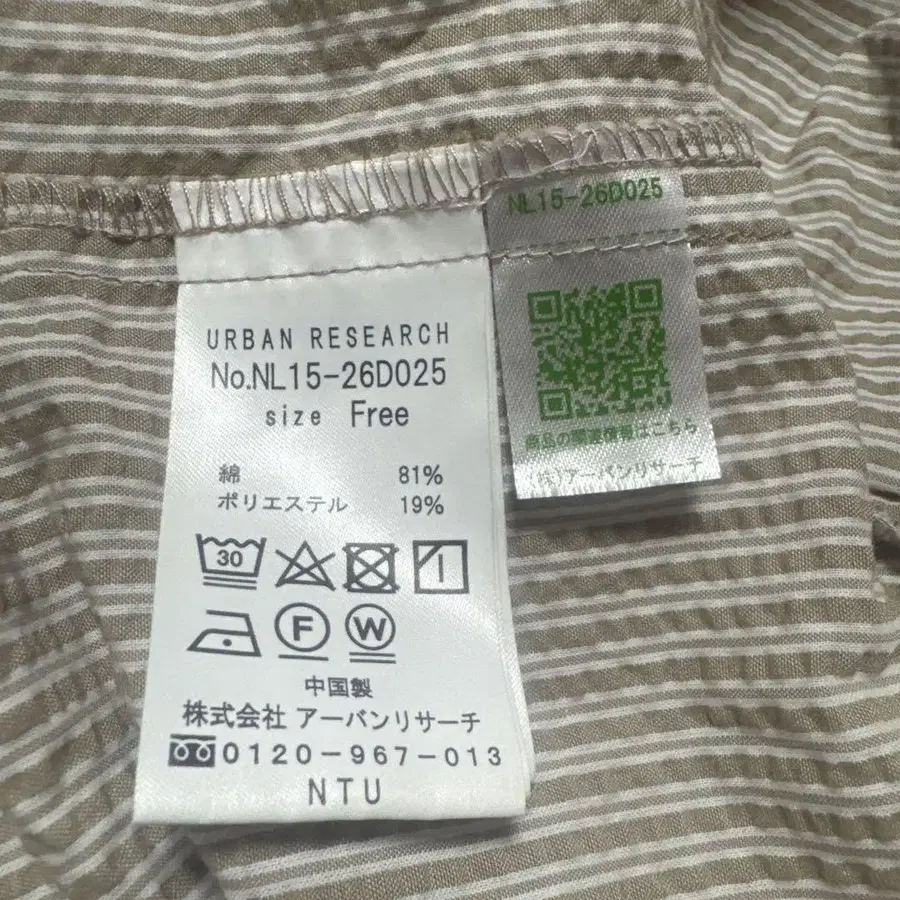 URBAN RESEARCH
No.NL15-26D025
size Free
綿 81%
ポリエステル 19%
30
F W
中国製
株式会社 アーバンリサーチ
0120-967-013
NTU
NL15-26D025
商品の関連情報はこちら
(株)アーバンリサーチ